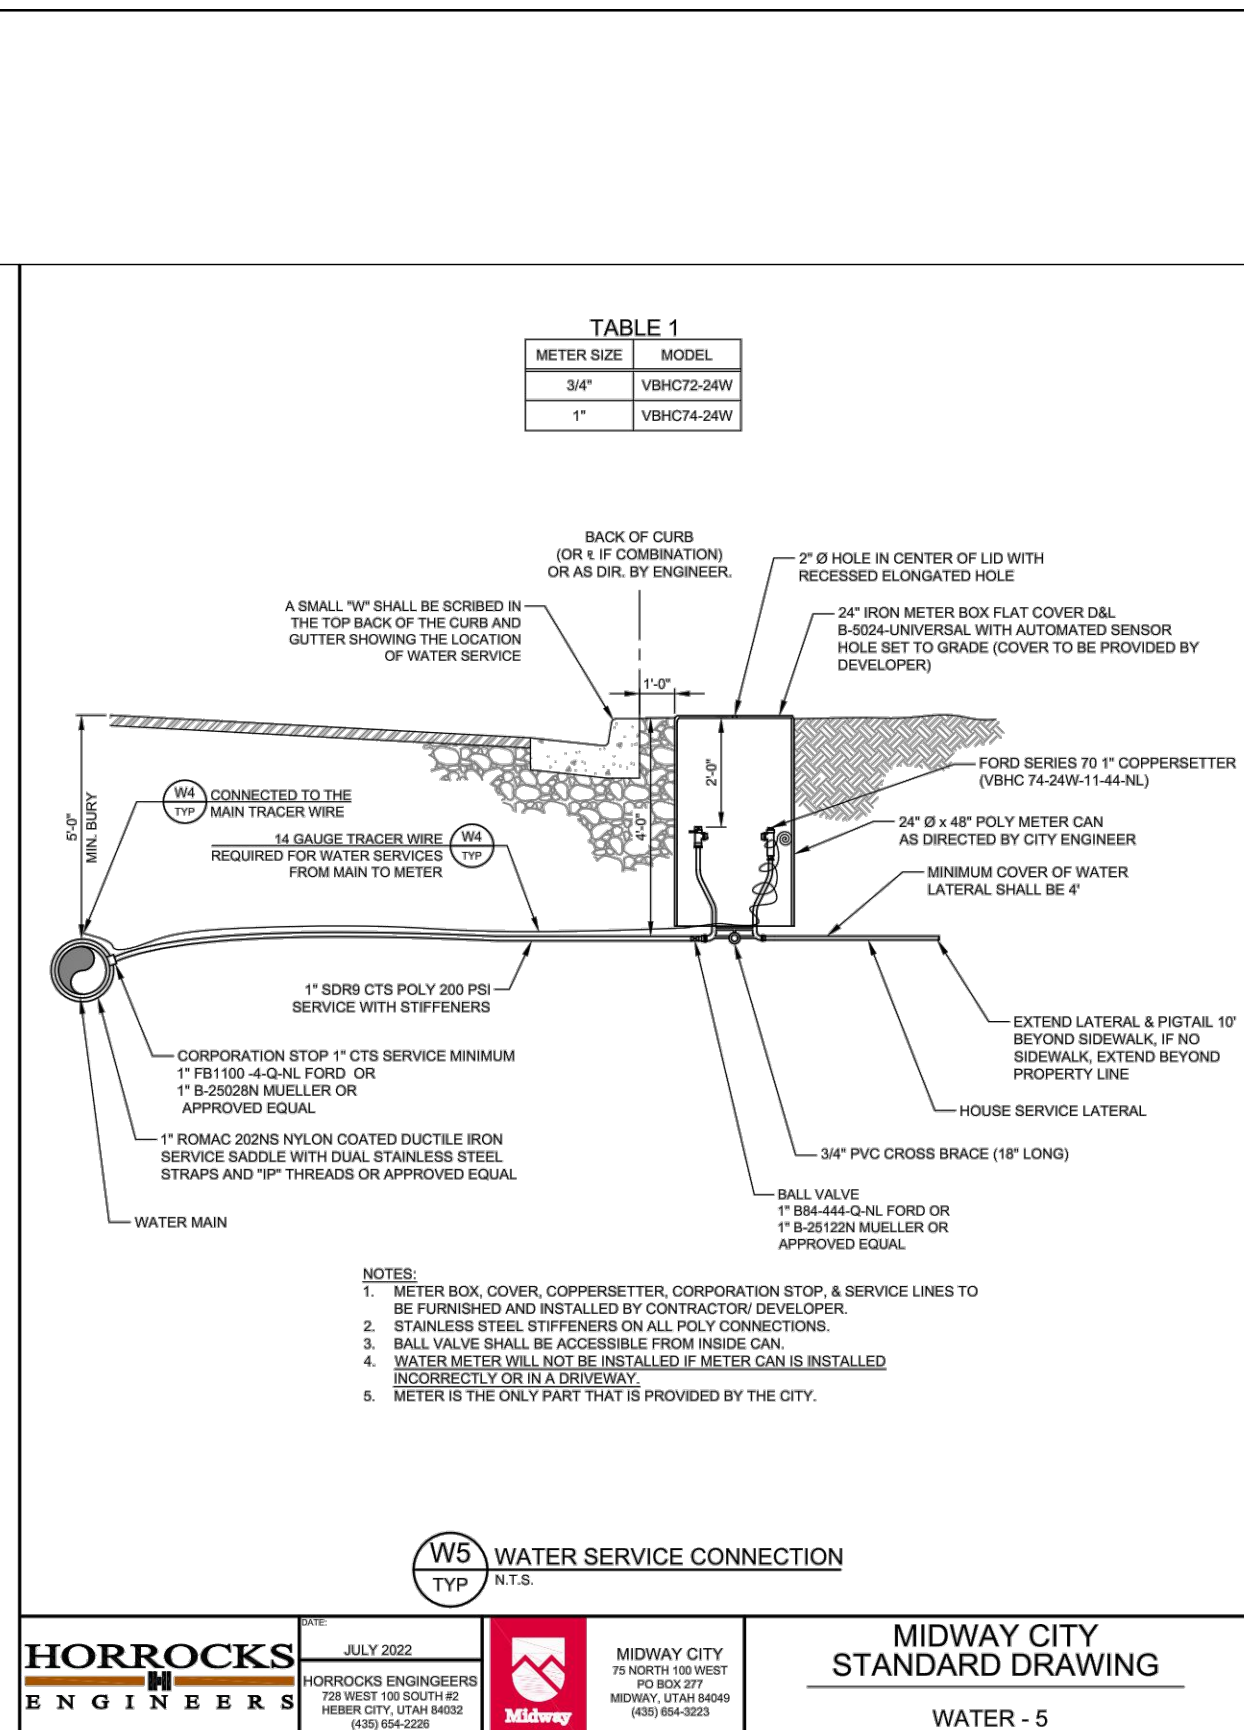 TABLE 1
METER SIZE MODEL
3/4" VBHC72-24W
1" VBHC74-24W
BACK OF CURB
(OR ℄ IF COMBINATION)
OR AS DIR. BY ENGINEER.
2" Ø HOLE IN CENTER OF LID WITH
RECESSED ELONGATED HOLE
A SMALL "W" SHALL BE SCRIBED IN
THE TOP BACK OF THE CURB AND
GUTTER SHOWING THE LOCATION
OF WATER SERVICE
24" IRON METER BOX FLAT COVER D&L
B-5024-UNIVERSAL WITH AUTOMATED SENSOR
HOLE SET TO GRADE (COVER TO BE PROVIDED BY
DEVELOPER)
1'-0"
2'-0"
4'-0"
5'-0"
MIN. BURY
W4
TYP
CONNECTED TO THE
MAIN TRACER WIRE
14 GAUGE TRACER WIRE
REQUIRED FOR WATER SERVICES
FROM MAIN TO METER
W4
TYP
FORD SERIES 70 1" COPPERSETTER
(VBHC 74-24W-11-44-NL)
24" Ø x 48" POLY METER CAN
AS DIRECTED BY CITY ENGINEER
MINIMUM COVER OF WATER
LATERAL SHALL BE 4'
1" SDR9 CTS POLY 200 PSI
SERVICE WITH STIFFENERS
EXTEND LATERAL & PIGTAIL 10'
BEYOND SIDEWALK, IF NO
SIDEWALK, EXTEND BEYOND
PROPERTY LINE
CORPORATION STOP 1" CTS SERVICE MINIMUM
1" FB1100 -4-Q-NL FORD OR
1" B-25028N MUELLER OR
APPROVED EQUAL
HOUSE SERVICE LATERAL
1" ROMAC 202NS NYLON COATED DUCTILE IRON
SERVICE SADDLE WITH DUAL STAINLESS STEEL
STRAPS AND "IP" THREADS OR APPROVED EQUAL
3/4" PVC CROSS BRACE (18" LONG)
BALL VALVE
1" B84-444-Q-NL FORD OR
1" B-25122N MUELLER OR
APPROVED EQUAL
WATER MAIN
NOTES:
1. METER BOX, COVER, COPPERSETTER, CORPORATION STOP, & SERVICE LINES TO
BE FURNISHED AND INSTALLED BY CONTRACTOR/ DEVELOPER.
2. STAINLESS STEEL STIFFENERS ON ALL POLY CONNECTIONS.
3. BALL VALVE SHALL BE ACCESSIBLE FROM INSIDE CAN.
4. WATER METER WILL NOT BE INSTALLED IF METER CAN IS INSTALLED
INCORRECTLY OR IN A DRIVEWAY.
5. METER IS THE ONLY PART THAT IS PROVIDED BY THE CITY.
W5
TYP
WATER SERVICE CONNECTION
N.T.S.
HORROCKS
ENGINEERS
DATE:
JULY 2022
HORROCKS ENGINGEERS
728 WEST 100 SOUTH #2
HEBER CITY, UTAH 84032
(435) 654-2226
Midway
MIDWAY CITY
75 NORTH 100 WEST
PO BOX 277
MIDWAY, UTAH 84049
(435) 654-3223
MIDWAY CITY
STANDARD DRAWING
WATER - 5